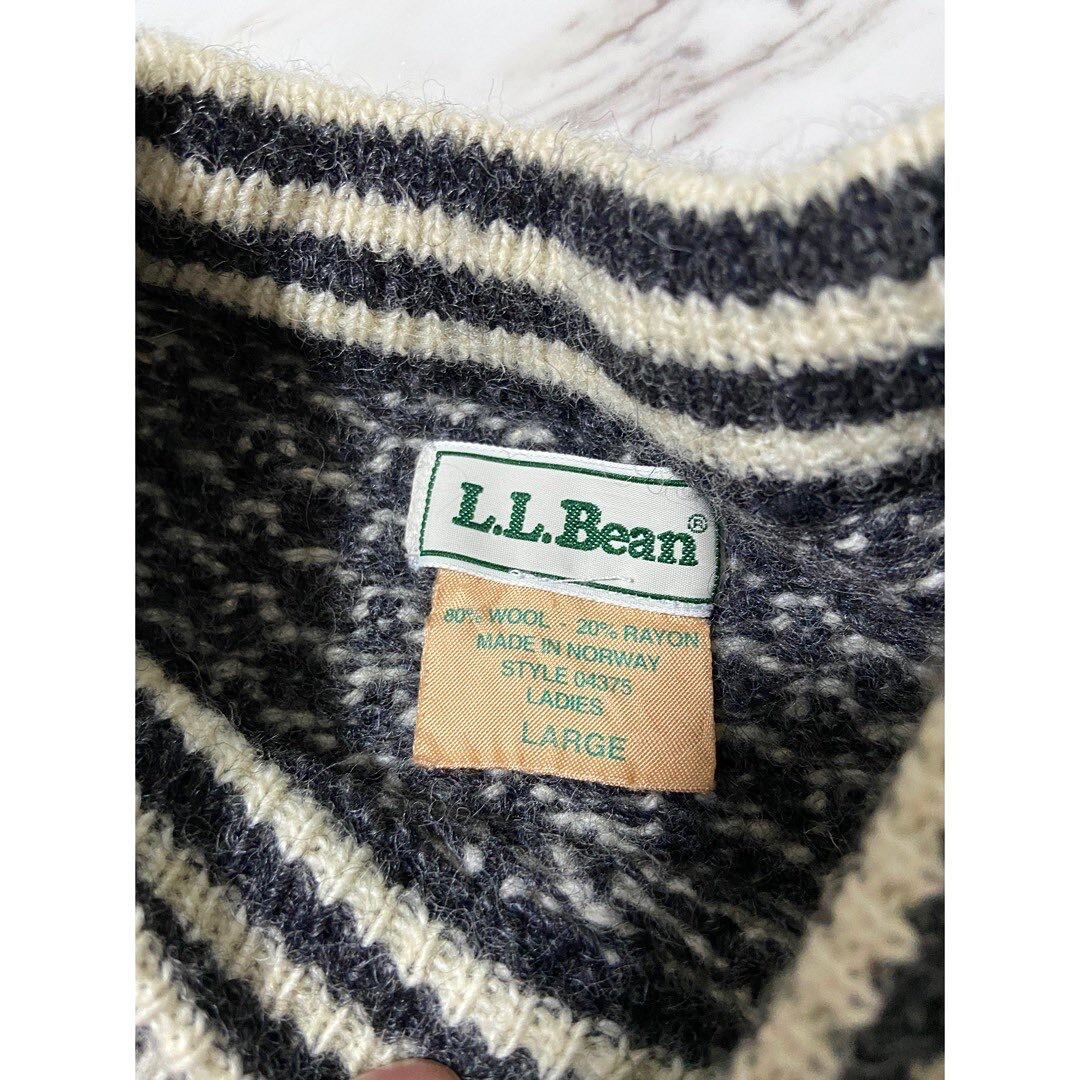 L.L.Bean®
80% WOOL - 20% RAYON
MADE IN NORWAY
STYLE 04375
LADIES
LARGE